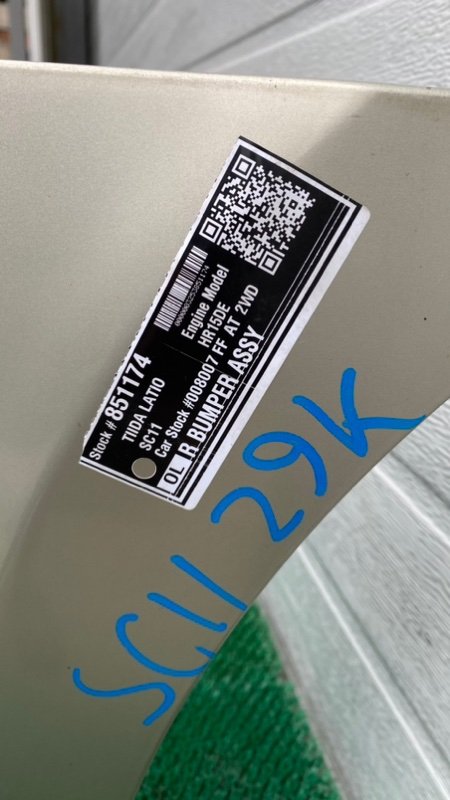 Stock #851174
TIIDA LATIO
SC11
Car Stock #008007 FF AT 2WD
OL R BUMPER ASSY
Engine Model
HR15DE
SC11 29K